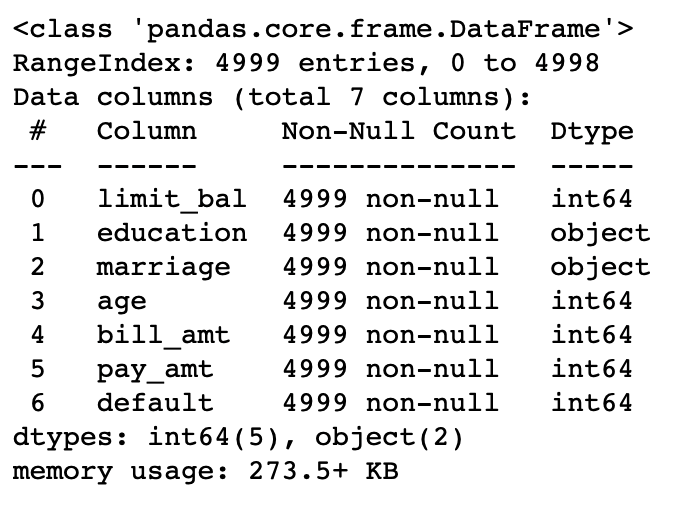 <class 'pandas.core.frame.DataFrame'>
RangeIndex: 4999 entries, 0 to 4998
Data columns (total 7 columns):
 #   Column     Non-Null Count  Dtype
---  ------     --------------  -----
 0   limit_bal  4999 non-null   int64
 1   education  4999 non-null   object
 2   marriage   4999 non-null   object
 3   age        4999 non-null   int64
 4   bill_amt   4999 non-null   int64
 5   pay_amt    4999 non-null   int64
 6   default    4999 non-null   int64
dtypes: int64(5), object(2)
memory usage: 273.5+ KB